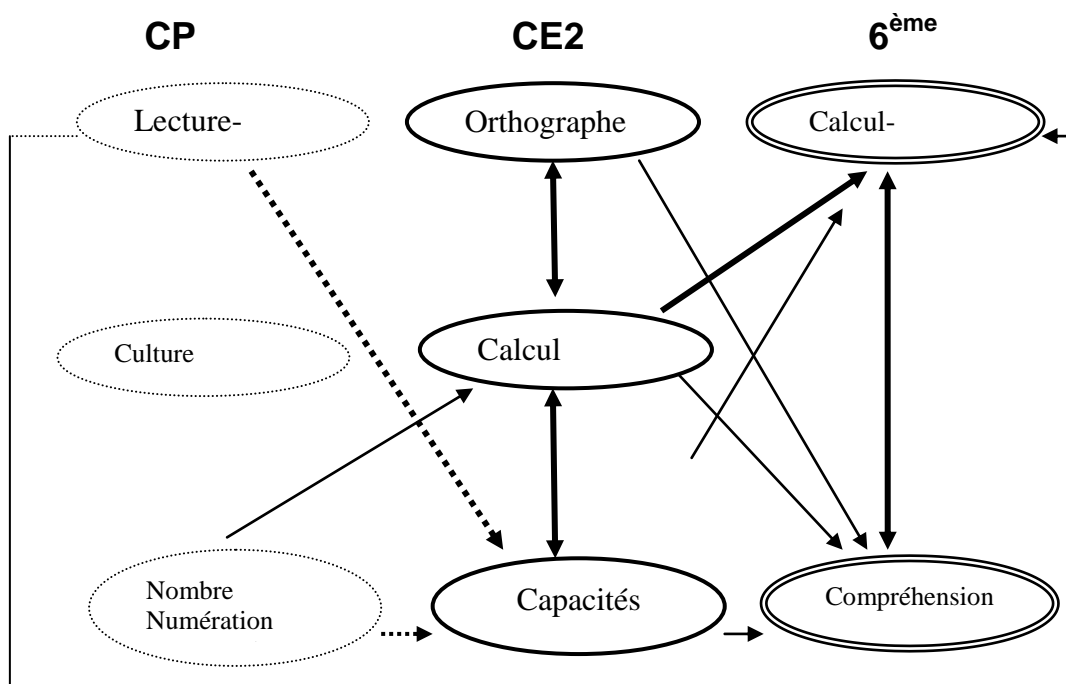 CP
CE2
6ème
Lecture-
Orthographe
Calcul-
Culture
Calcul
Nombre
Numération
Capacités
Compréhension